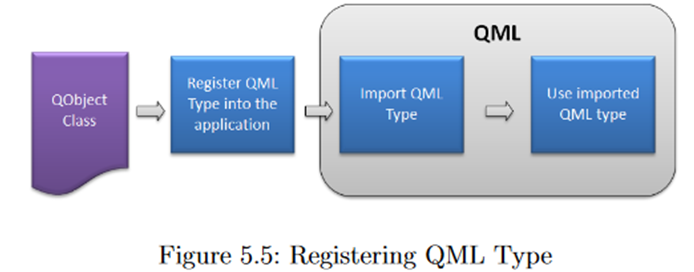 QML
QObject
Class
Register QML
Type into the
application
Import QML
Type
Use imported
QML type
Figure 5.5: Registering QML Type